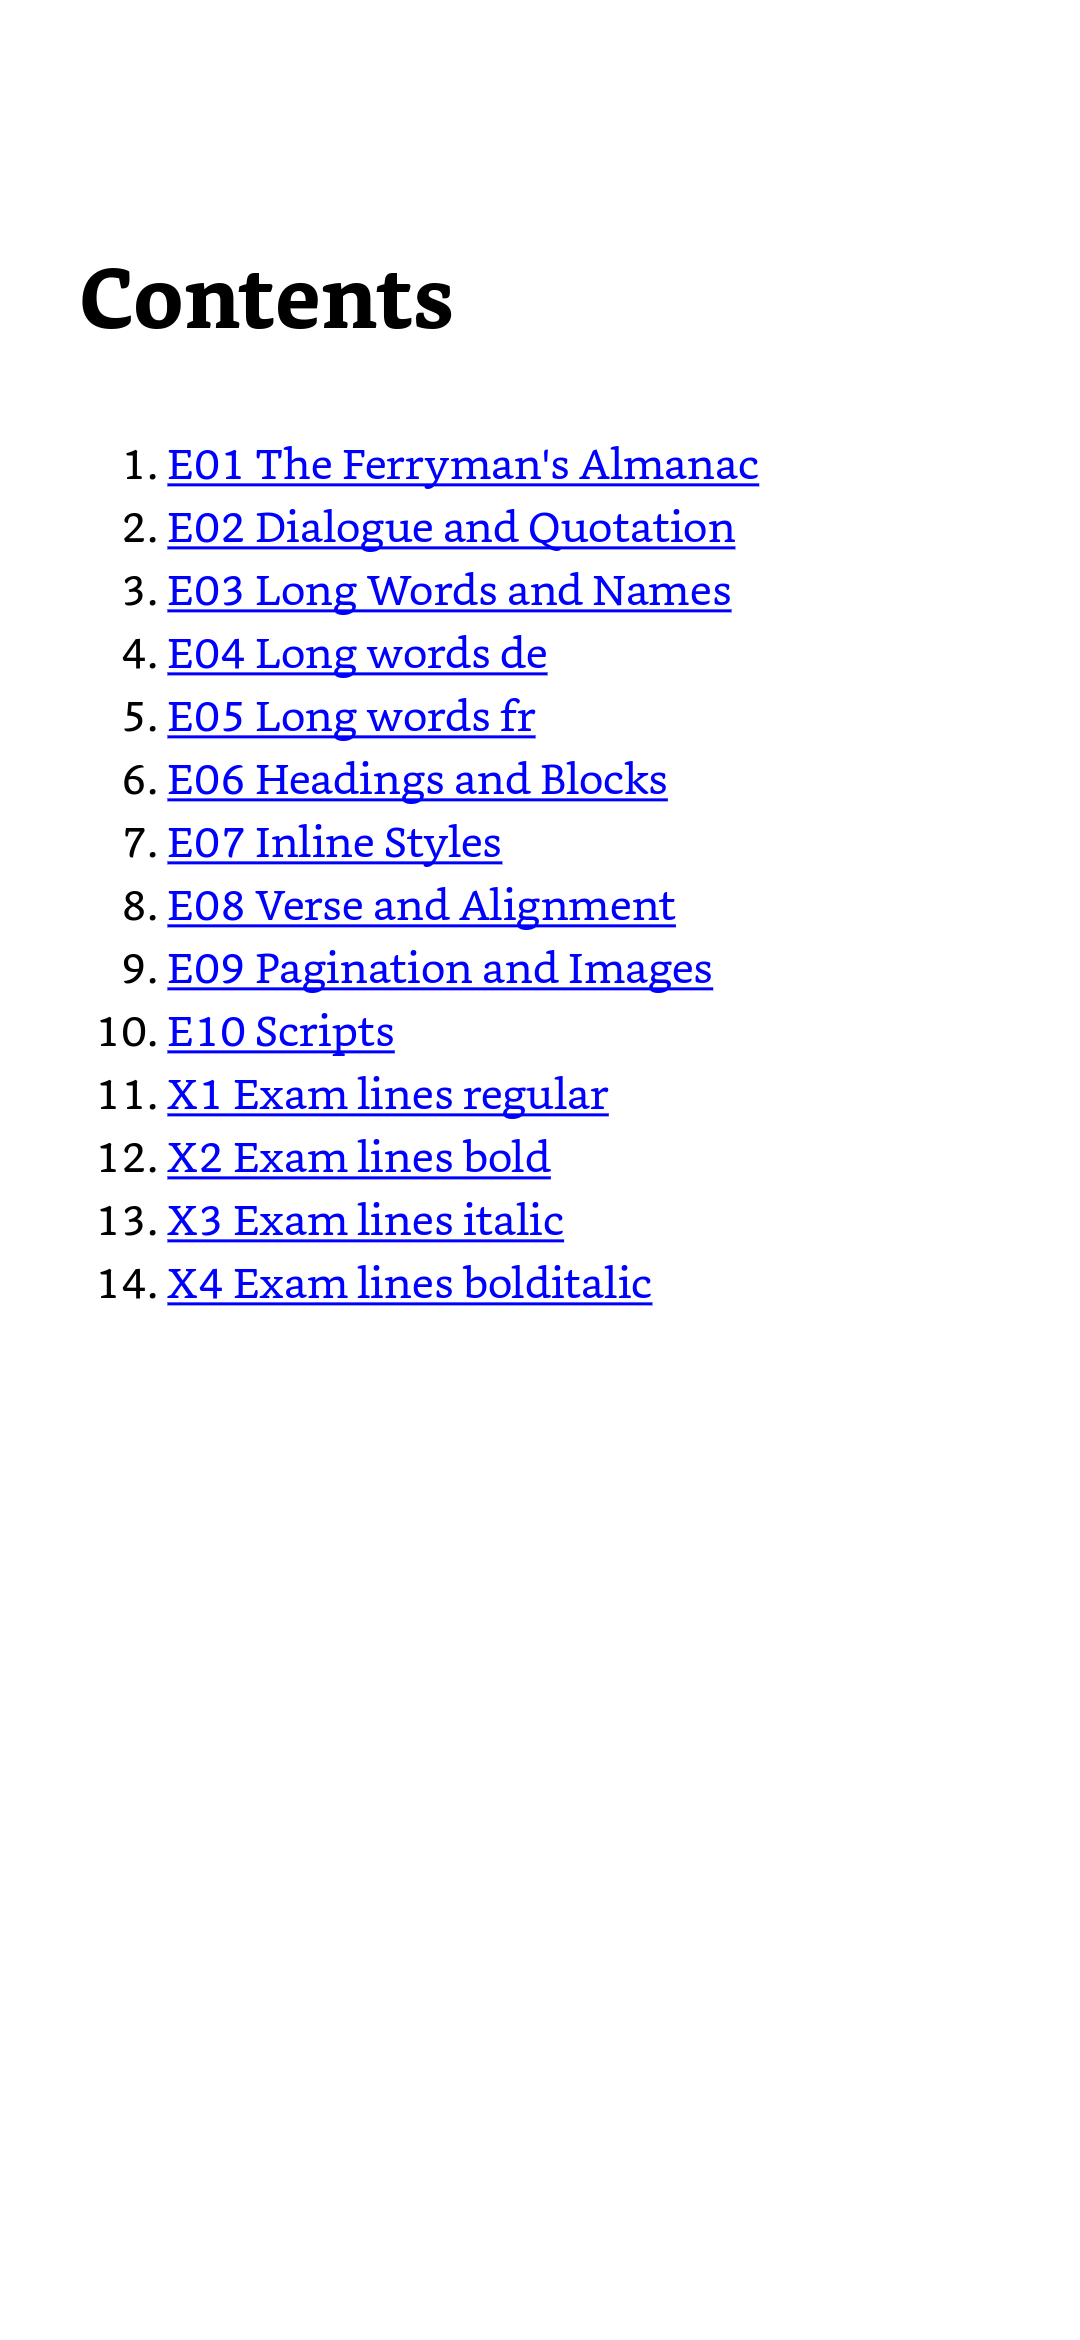 Contents
1. E01 The Ferryman's Almanac
2. E02 Dialogue and Quotation
3. E03 Long Words and Names
4. E04 Long words de
5. E05 Long words fr
6. E06 Headings and Blocks
7. E07 Inline Styles
8. E08 Verse and Alignment
9. E09 Pagination and Images
10. E10 Scripts
11. X1 Exam lines regular
12. X2 Exam lines bold
13. X3 Exam lines italic
14. X4 Exam lines bolditalic